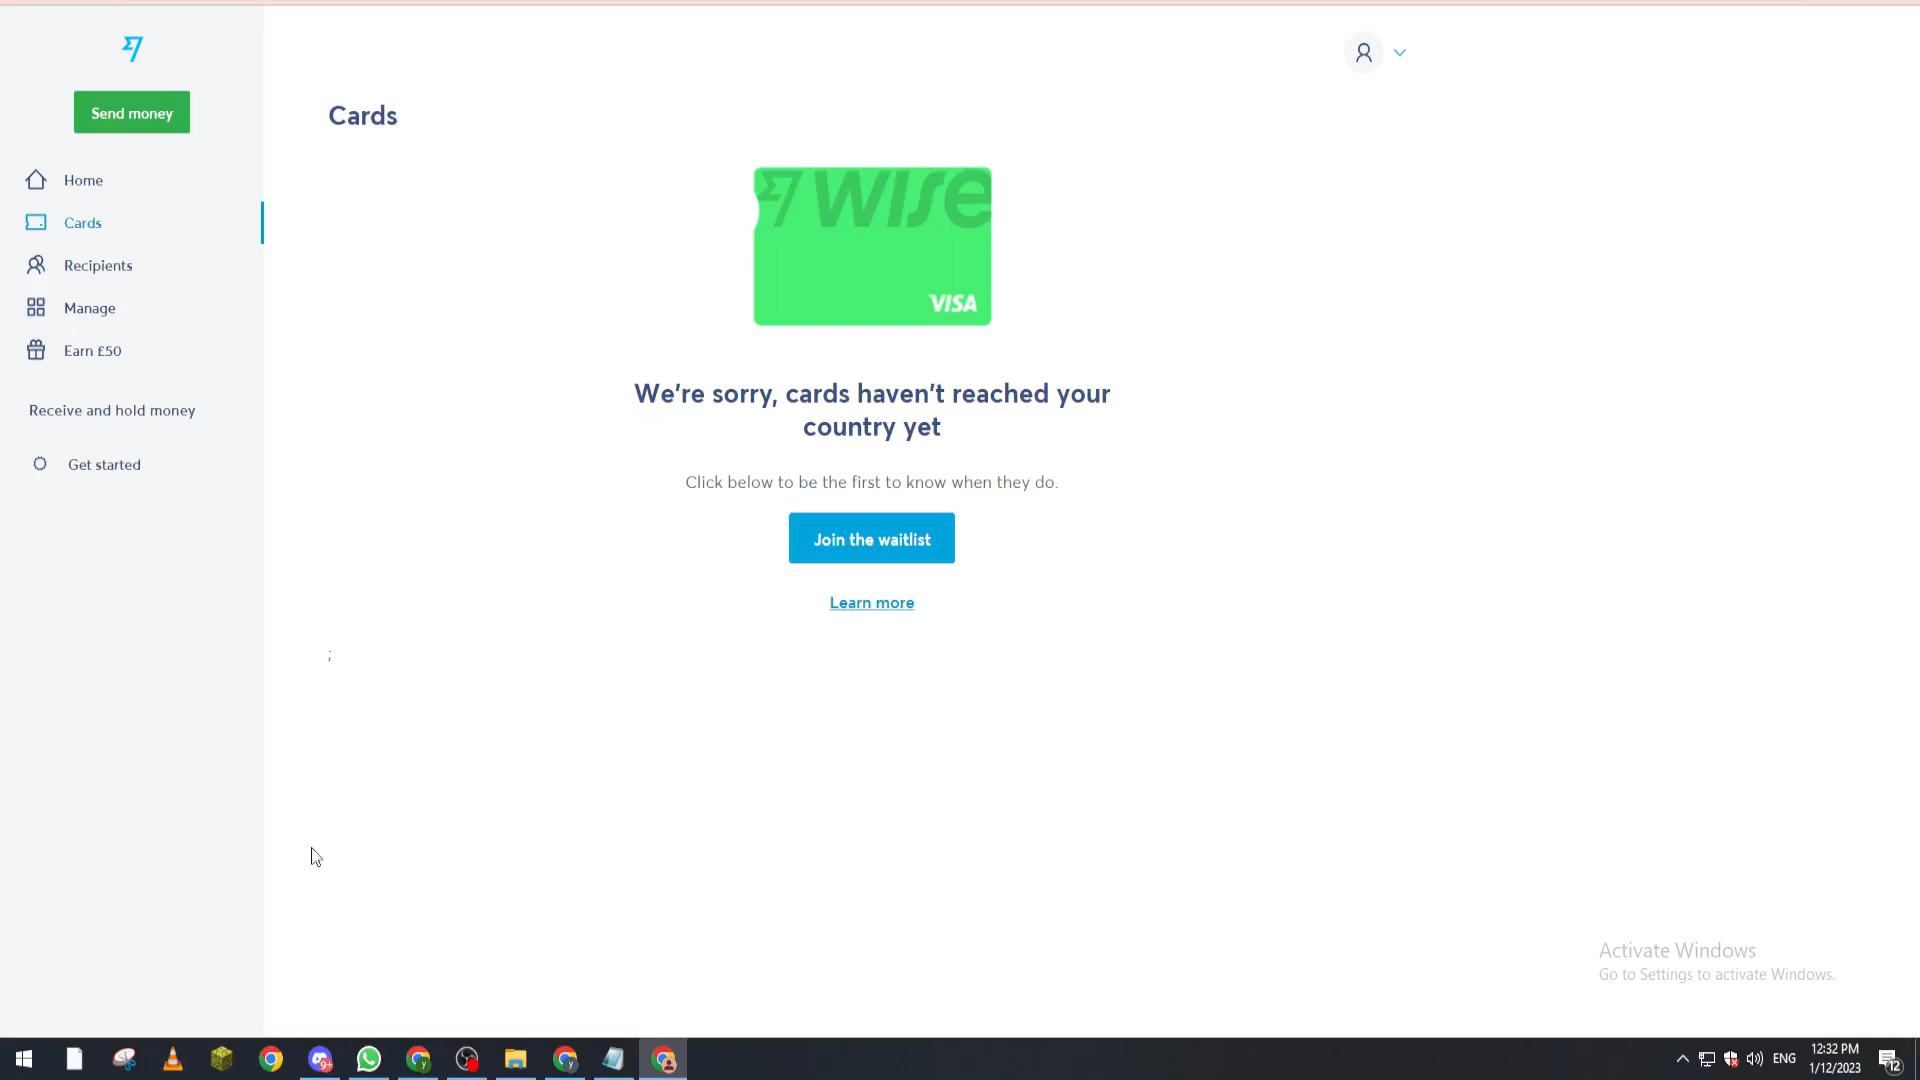 Send money
Home
Cards
Recipients
Manage
Earn £50
Receive and hold money
Get started
Cards
WISE
VISA
We're sorry, cards haven't reached your
country yet
Click below to be the first to know when they do.
Join the waitlist
Learn more
;
Activate Windows
Go to Settings to activate Windows.
9+
y
y
ENG
12:32 PM
1/12/2023
12